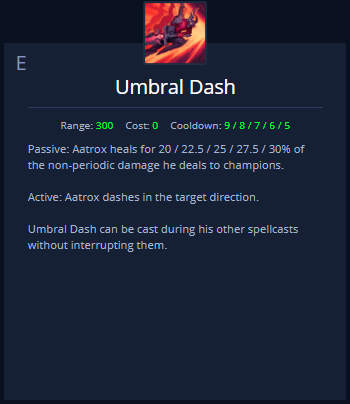 E
Umbral Dash
Range: 300 Cost: 0 Cooldown: 9 / 8 / 7 / 6 / 5
Passive: Aatrox heals for 20 / 22.5 / 25 / 27.5 / 30% of
the non-periodic damage he deals to champions.
Active: Aatrox dashes in the target direction.
Umbral Dash can be cast during his other spellcasts
without interrupting them.